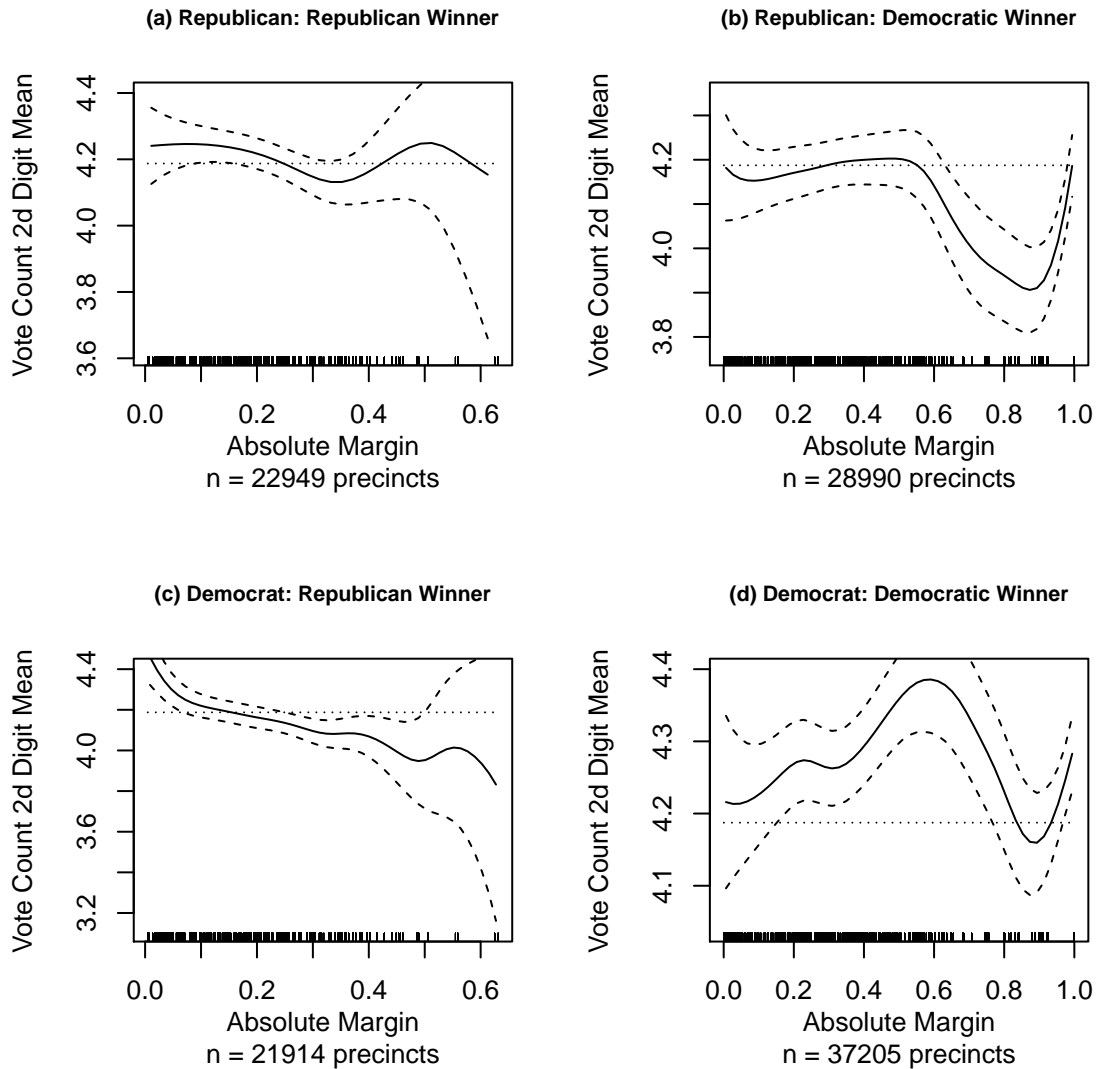 (a) Republican: Republican Winner
Vote Count 2d Digit Mean
4.4
4.2
4.0
3.8
3.6
0.0 0.2 0.4 0.6
Absolute Margin
n = 22949 precincts
(b) Republican: Democratic Winner
Vote Count 2d Digit Mean
4.2
4.0
3.8
0.0 0.2 0.4 0.6 0.8 1.0
Absolute Margin
n = 28990 precincts
(c) Democrat: Republican Winner
Vote Count 2d Digit Mean
4.4
4.0
3.6
3.2
0.0 0.2 0.4 0.6
Absolute Margin
n = 21914 precincts
(d) Democrat: Democratic Winner
Vote Count 2d Digit Mean
4.4
4.3
4.2
4.1
0.0 0.2 0.4 0.6 0.8 1.0
Absolute Margin
n = 37205 precincts